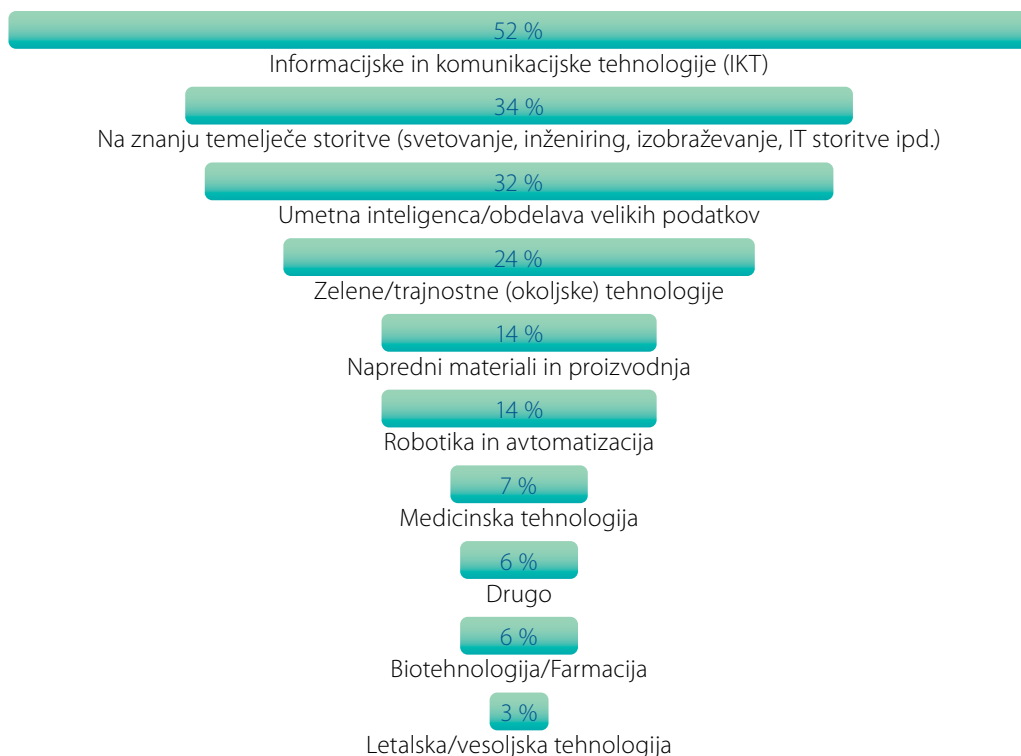 52 %
Informacijske in komunikacijske tehnologije (IKT)
34 %
Na znanju temelječe storitve (svetovanje, inženiring, izobraževanje, IT storitve ipd.)
32 %
Umetna inteligenca/obdelava velikih podatkov
24 %
Zelene/trajnostne (okoljske) tehnologije
14 %
Napredni materiali in proizvodnja
14 %
Robotika in avtomatizacija
7 %
Medicinska tehnologija
6 %
Drugo
6 %
Biotehnologija/Farmacija
3 %
Letalska/vesoljska tehnologija